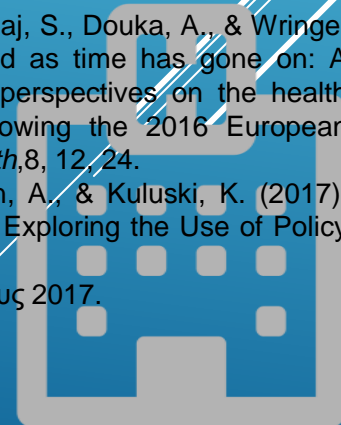 aj, S., Douka, A., & Wringe
d as time has gone on: A
perspectives on the health
owing the 2016 European
th,8, 12, 24.
n, A., & Kuluski, K. (2017)
Exploring the Use of Policy
υς 2017.